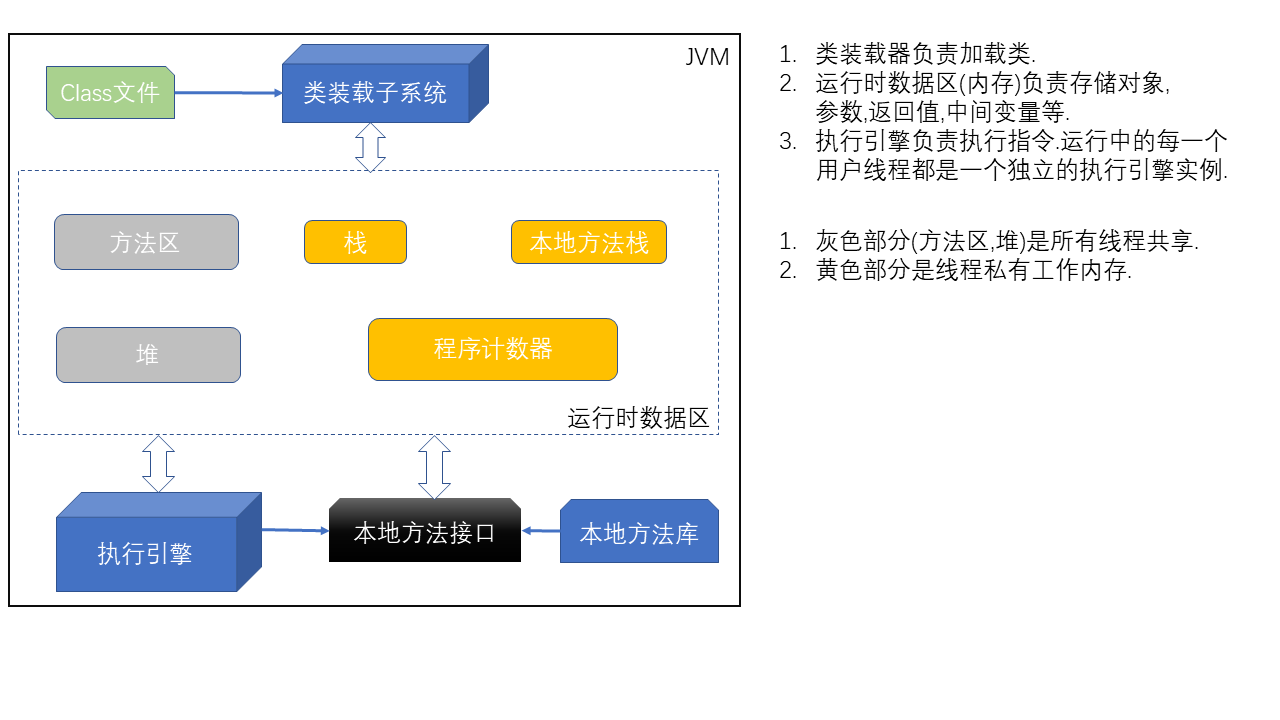 JVM
Class文件
类装载子系统
方法区
栈
本地方法栈
堆
程序计数器
运行时数据区
执行引擎
本地方法接口
本地方法库
1. 类装载器负责加载类.
2. 运行时数据区(内存)负责存储对象,
参数,返回值,中间变量等.
3. 执行引擎负责执行指令.运行中的每一个
用户线程都是一个独立的执行引擎实例.
1. 灰色部分(方法区,堆)是所有线程共享.
2. 黄色部分是线程私有工作内存.